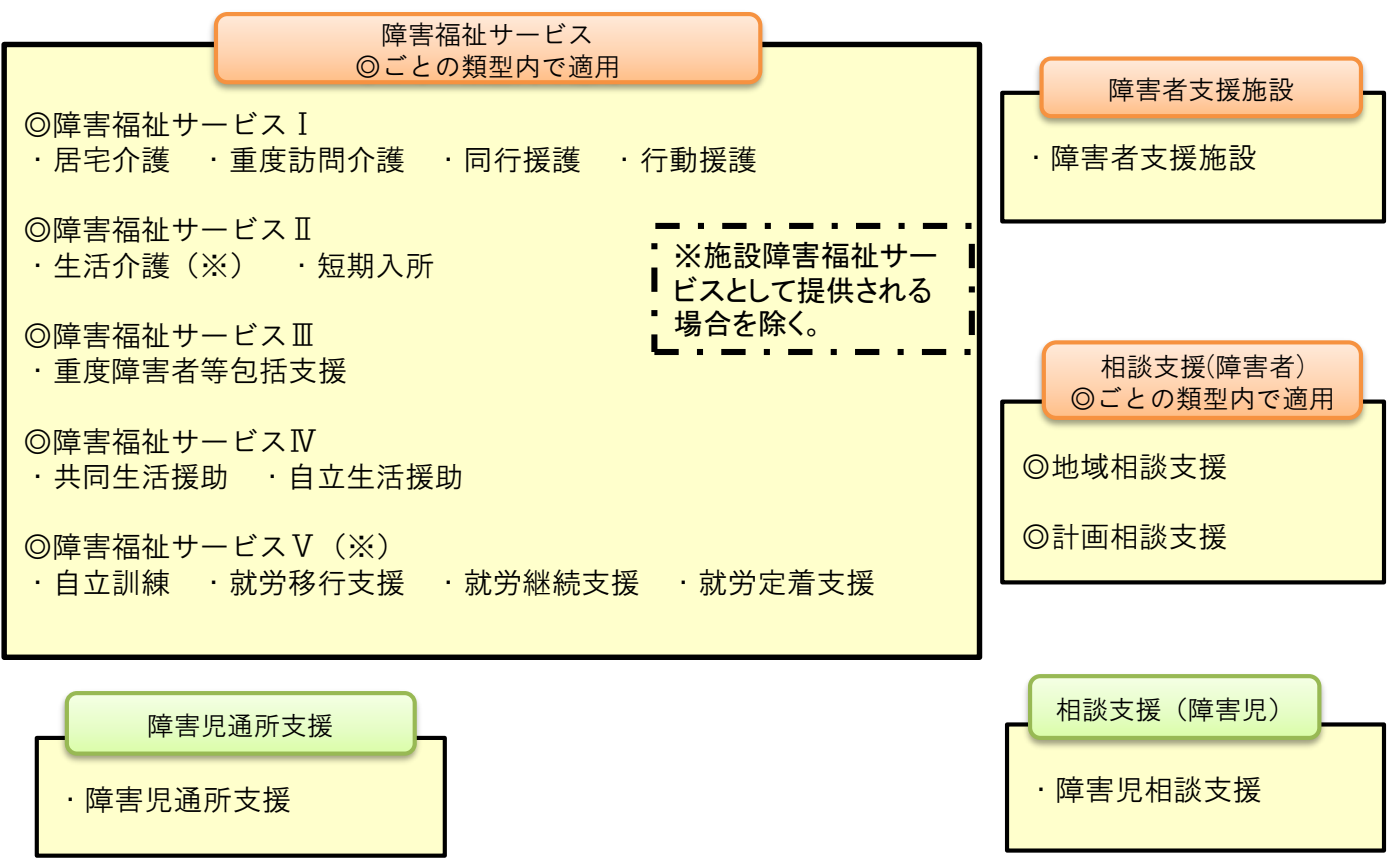 障害福祉サービス
◎ごとの類型内で適用
◎障害福祉サービスⅠ
・居宅介護　・重度訪問介護　・同行援護　・行動援護
◎障害福祉サービスⅡ
・生活介護（※）　・短期入所
※施設障害福祉サー
ビスとして提供される
場合を除く。
◎障害福祉サービスⅢ
・重度障害者等包括支援
◎障害福祉サービスⅣ
・共同生活援助　・自立生活援助
◎障害福祉サービスⅤ（※）
・自立訓練　・就労移行支援　・就労継続支援　・就労定着支援
障害者支援施設
・障害者支援施設
相談支援(障害者)
◎ごとの類型内で適用
◎地域相談支援
◎計画相談支援
障害児通所支援
・障害児通所支援
相談支援（障害児）
・障害児相談支援